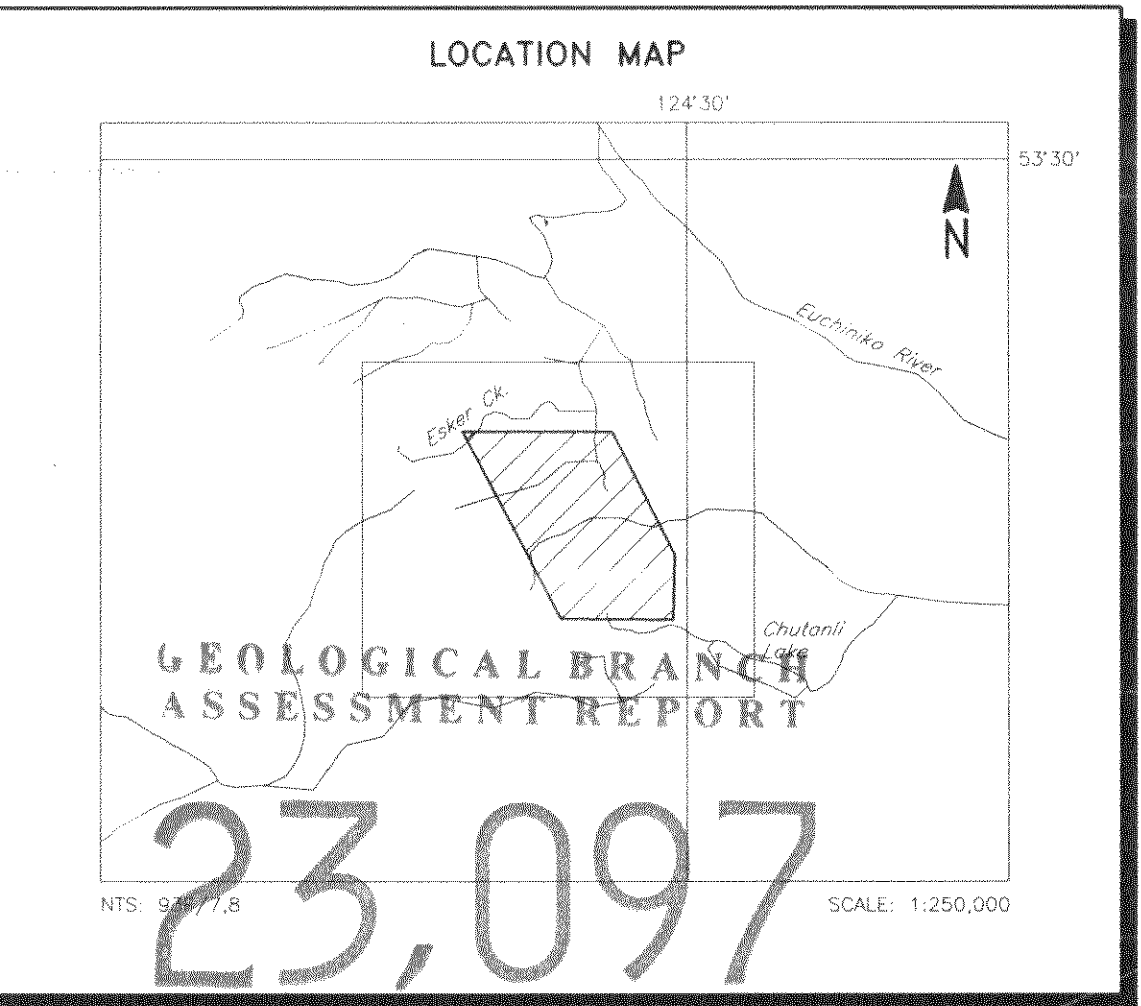 LOCATION MAP
124°30'
53°30'
N
Euchiniko River
Esker Ck.
Chutanli
Lake
GEOLOGICAL BRANCH
ASSESSMENT REPORT
23,097
NTS:
SCALE: 1:250,000